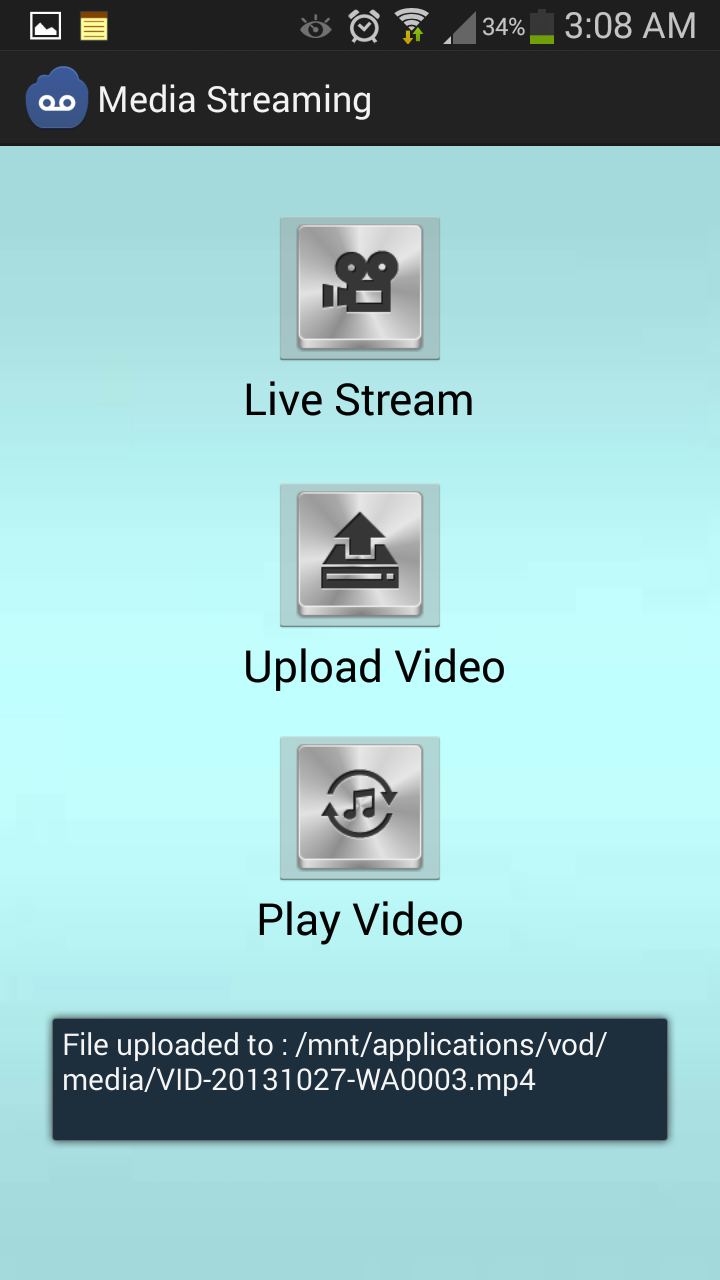 34% 3:08 AM
Media Streaming
Live Stream
Upload Video
Play Video
File uploaded to : /mnt/applications/vod/
media/VID-20131027-WA0003.mp4